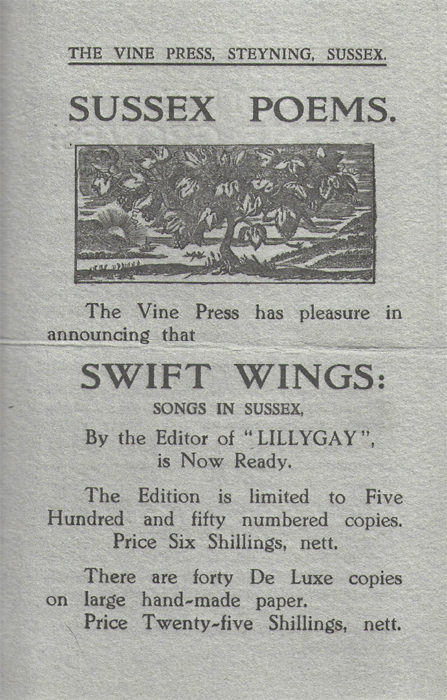 THE VINE PRESS, STEYNING, SUSSEX.
SUSSEX POEMS.
The Vine Press has pleasure in
announcing that
SWIFT WINGS:
SONGS IN SUSSEX,
By the Editor of "LILLYGAY",
is Now Ready.
The Edition is limited to Five
Hundred and fifty numbered copies.
Price Six Shillings, nett.
There are forty De Luxe copies
on large hand-made paper.
Price Twenty-five Shillings, nett.